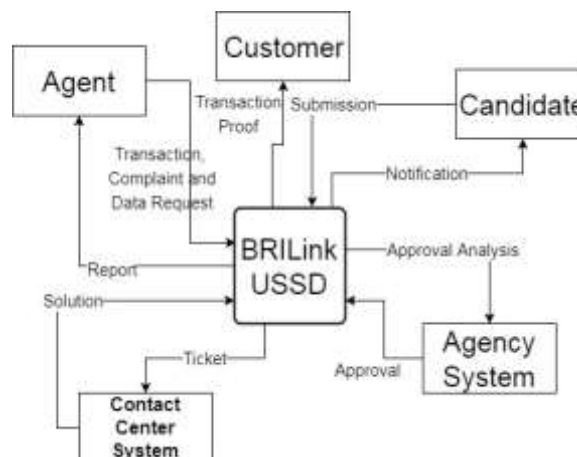 Customer
Agent
Candidate
Transaction
Proof
Submission
Transaction,
Complaint and
Data Request
Notification
BRILink
USSD
Approval Analysis
Report
Solution
Agency
System
Approval
Ticket
Contact
Center
System